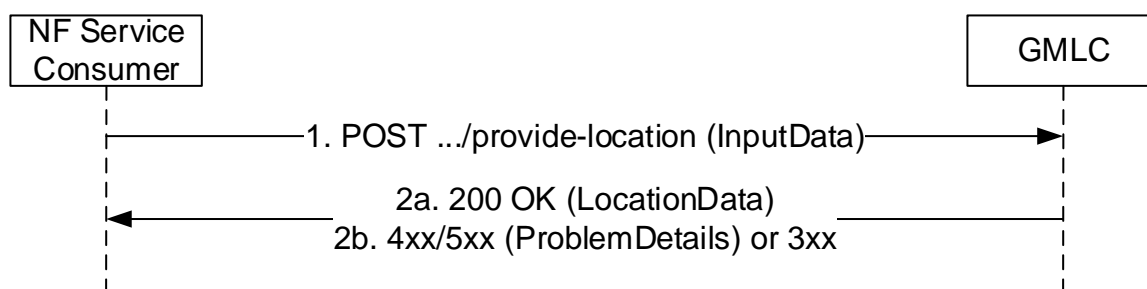 NF Service
Consumer
GMLC
1. POST .../provide-location (InputData)
2a. 200 OK (LocationData)
2b. 4xx/5xx (ProblemDetails) or 3xx